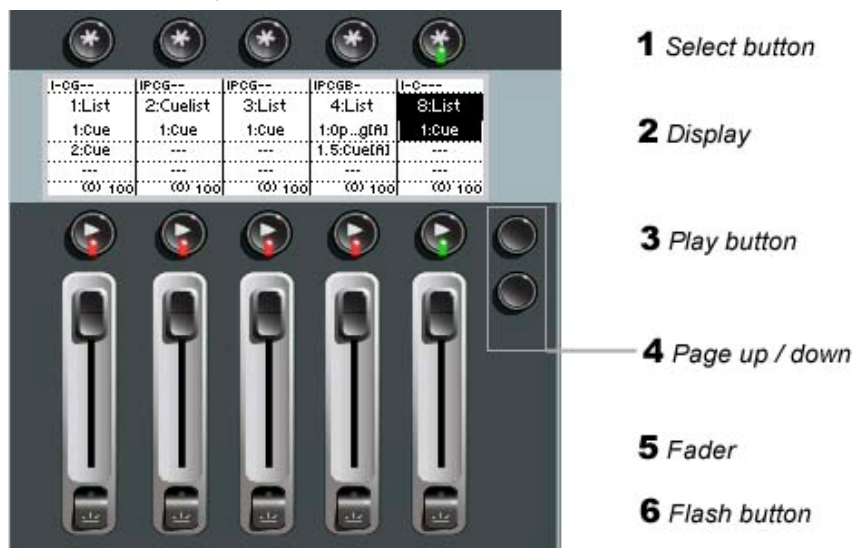 I-CG-- IPCG-- IPCG-- IPCGB- I-C---
1:List 2:Cuelist 3:List 4:List 8:List
1:Cue 1:Cue 1:Cue 1:Op...g[A] 1:Cue
2:Cue --- --- 1.5:Cue[A] ---
--- --- --- --- ---
(0) 100 (0) 100 (0) 100 (0) 100 (0) 100
1 Select button
2 Display
3 Play button
4 Page up / down
5 Fader
6 Flash button